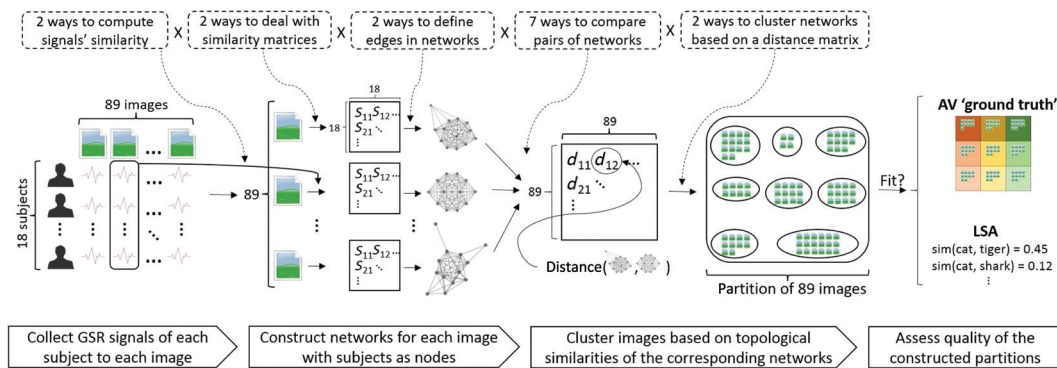 2 ways to compute
signals' similarity
X
2 ways to deal with
similarity matrices
X
2 ways to define
edges in networks
X
7 ways to compare
pairs of networks
X
2 ways to cluster networks
based on a distance matrix
89 images
18 subjects
89
18
18
S11 S12 ...
S21
S11 S12 ...
S21
S11 S12 ...
S21
89
89
d11 d12 ...
d21
Distance( , )
Partition of 89 images
Fit?
AV 'ground truth'
LSA
sim(cat, tiger) = 0.45
sim(cat, shark) = 0.12
Collect GSR signals of each
subject to each image
Construct networks for each image
with subjects as nodes
Cluster images based on topological
similarities of the corresponding networks
Assess quality of the
constructed partitions